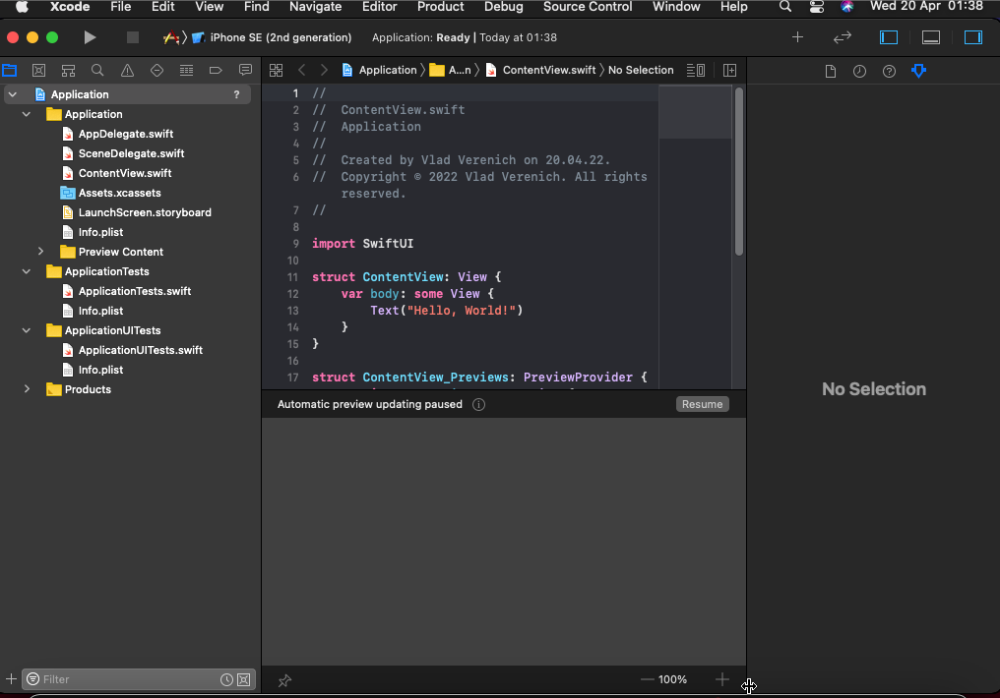 Xcode File Edit View Find Navigate Editor Product Debug Source Control Window Help Wed 20 Apr 01:38
iPhone SE (2nd generation) Application: Ready | Today at 01:38
Application A...n ContentView.swift No Selection
Application ?
Application
AppDelegate.swift
SceneDelegate.swift
ContentView.swift
Assets.xcassets
LaunchScreen.storyboard
Info.plist
Preview Content
ApplicationTests
ApplicationTests.swift
Info.plist
ApplicationUITests
ApplicationUITests.swift
Info.plist
Products
Filter
1 //
2 // ContentView.swift
3 // Application
4 //
5 // Created by Vlad Verenich on 20.04.22.
6 // Copyright © 2022 Vlad Verenich. All rights
reserved.
7 //
8
9 import SwiftUI
10
11 struct ContentView: View {
12 var body: some View {
13 Text("Hello, World!")
14 }
15 }
16
17 struct ContentView_Previews: PreviewProvider {
Automatic preview updating paused Resume
100%
No Selection